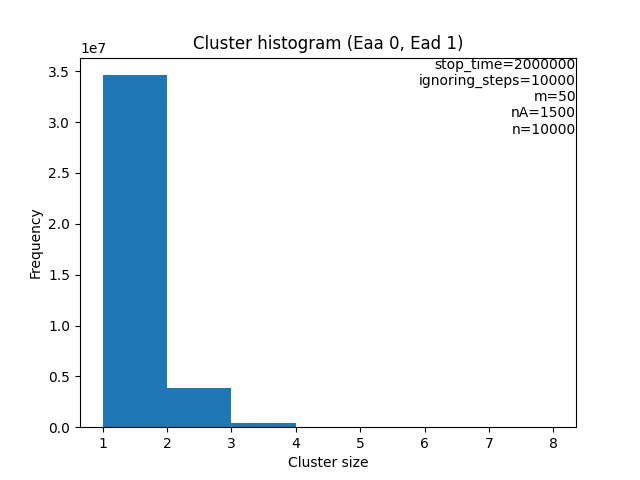 Cluster histogram (Eaa 0, Ead 1)
1e7
stop_time=2000000
ignoring_steps=10000
m=50
nA=1500
n=10000
3.5
3.0
2.5
2.0
1.5
1.0
0.5
0.0
Frequency
1 2 3 4 5 6 7 8
Cluster size